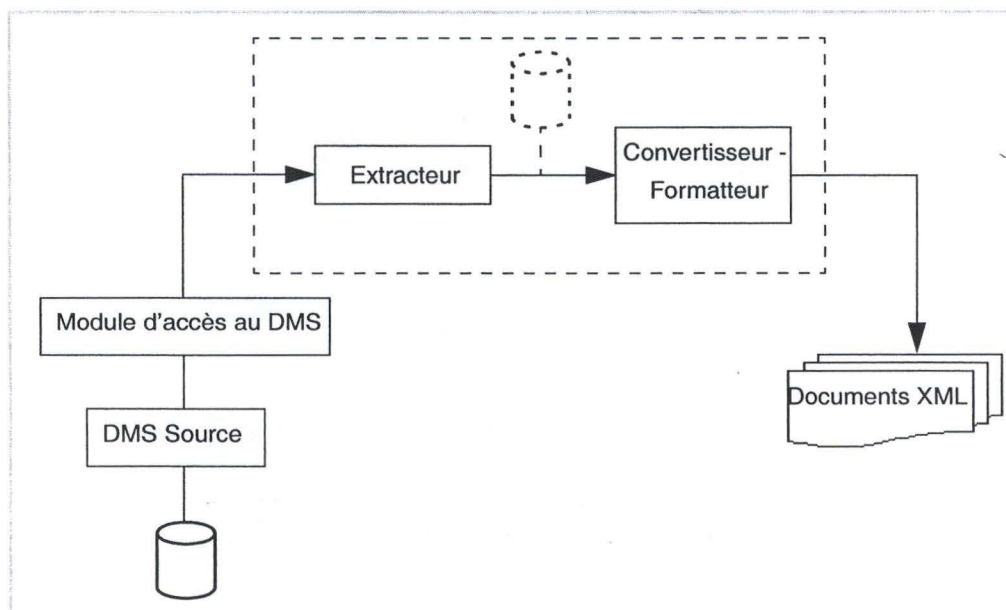 Extracteur
Convertisseur -
Formatteur
Module d'accès au DMS
DMS Source
Documents XML